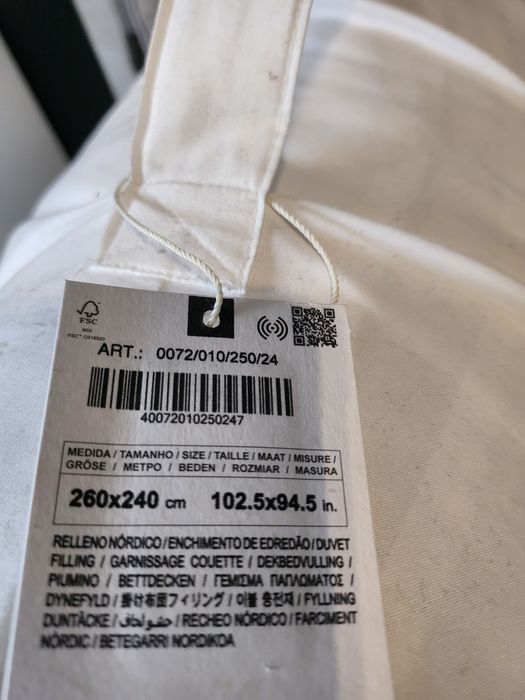 FSC
MIX
ART.: 0072/010/250/24
40072010250247
MEDIDA / TAMANHO / SIZE / TAILLE / MAAT / MISURE /
GRÖSE / ΜΕΤΡΟ / BEDEN / ROZMIAR / MASURA
260x240 cm 102.5x94.5 in.
RELLENO NÓRDICO / ENCHIMENTO DE EDREDÃO / DUVET
FILLING / GARNISSAGE COUETTE / DEKBEDVULLING /
PIUMINO / BETTDECKEN / ΓΕΜΙΣΜΑ ΠΑΠΛΩΜΑΤΟΣ /
DYNEFYLD / 掛け布団フィリング / 이불 충전재 / FYLLNING
DUNTÄCKE / حشو لحاف / RECHEO NÓRDICO / FARCIMENT
NÒRDIC / BETEGARRI NORDIKOA